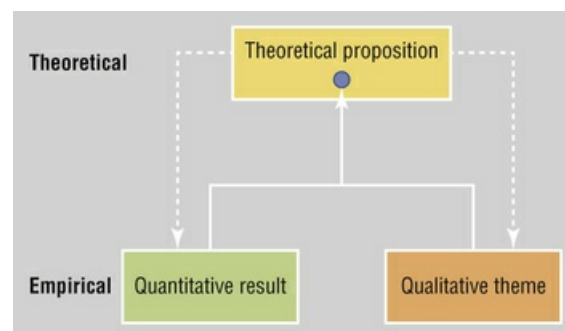 Theoretical proposition
Theoretical
Empirical
Quantitative result
Qualitative theme